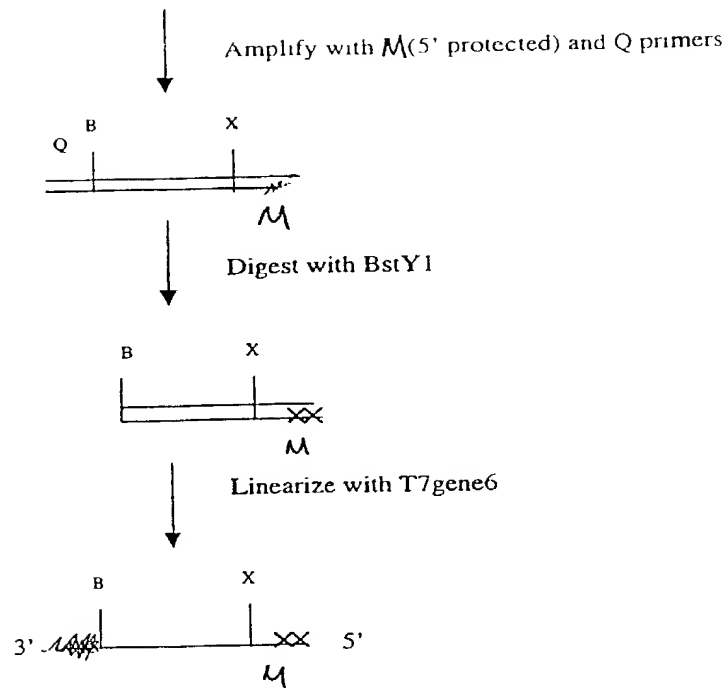 Amplify with M(5' protected) and Q primers
Q B X
M
Digest with BstY1
B X
M
Linearize with T7gene6
B X
3' 5'
M